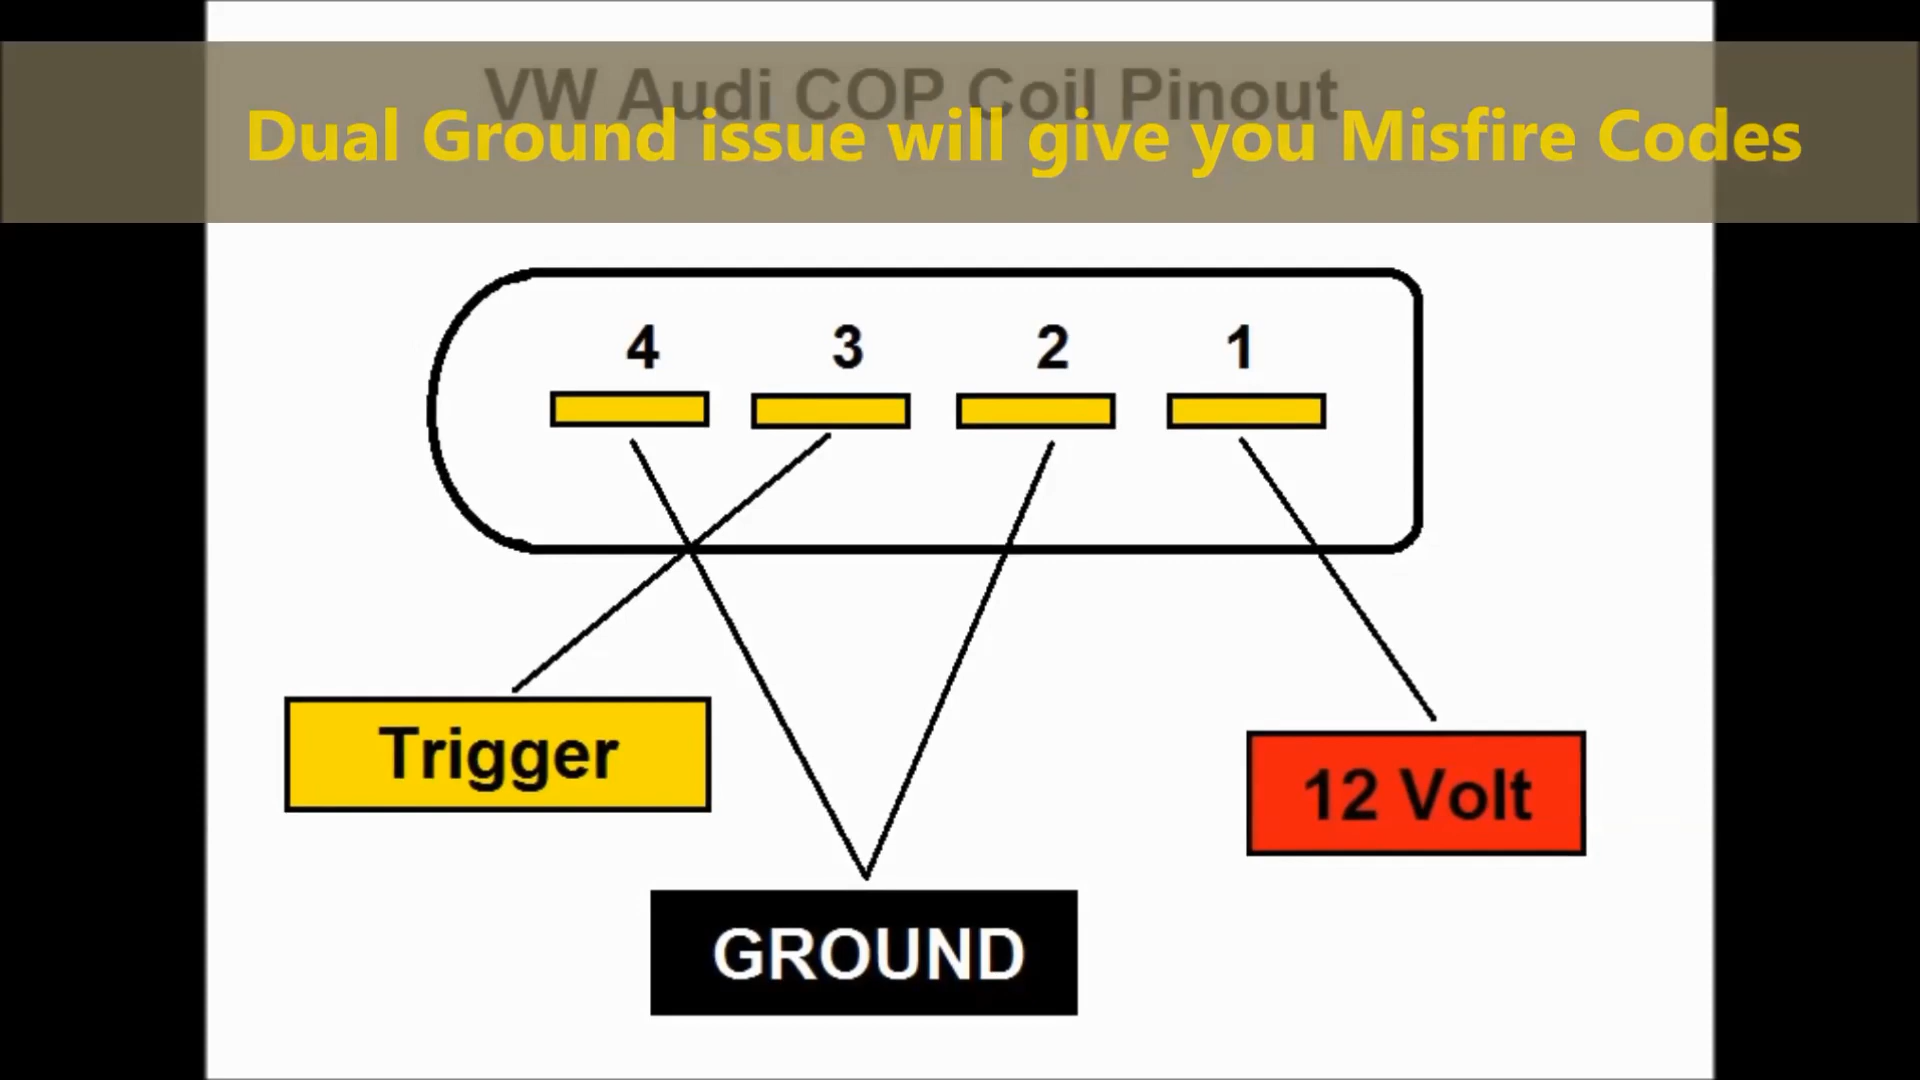 VW Audi COP Coil Pinout
Dual Ground issue will give you Misfire Codes
4 3 2 1
Trigger
12 Volt
GROUND